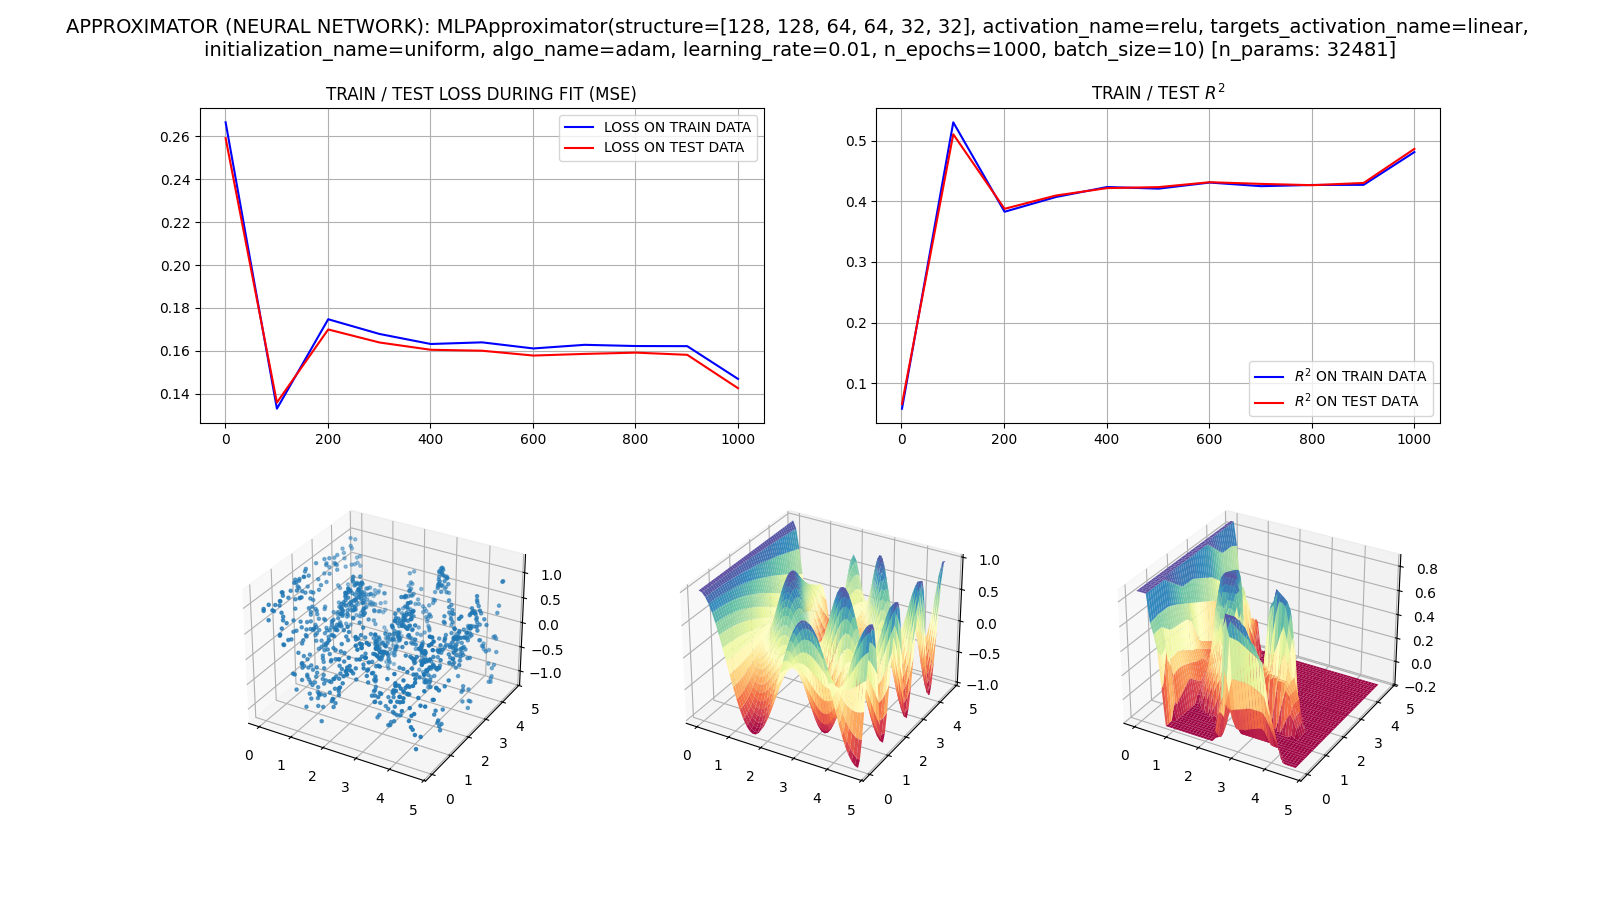 APPROXIMATOR (NEURAL NETWORK): MLPApproximator(structure=[128, 128, 64, 64, 32, 32], activation_name=relu, targets_activation_name=linear,
initialization_name=uniform, algo_name=adam, learning_rate=0.01, n_epochs=1000, batch_size=10) [n_params: 32481]
TRAIN / TEST LOSS DURING FIT (MSE)
LOSS ON TRAIN DATA
LOSS ON TEST DATA
0.26
0.24
0.22
0.20
0.18
0.16
0.14
0 200 400 600 800 1000
TRAIN / TEST R²
0.5
0.4
0.3
0.2
0.1
R² ON TRAIN DATA
R² ON TEST DATA
0 200 400 600 800 1000
1.0
0.5
0.0
−0.5
−1.0
0 1 2 3 4 5
0 1 2 3 4 5
1.0
0.5
0.0
−0.5
−1.0
0 1 2 3 4 5
0 1 2 3 4 5
0.8
0.6
0.4
0.2
0.0
−0.2
0 1 2 3 4 5
0 1 2 3 4 5